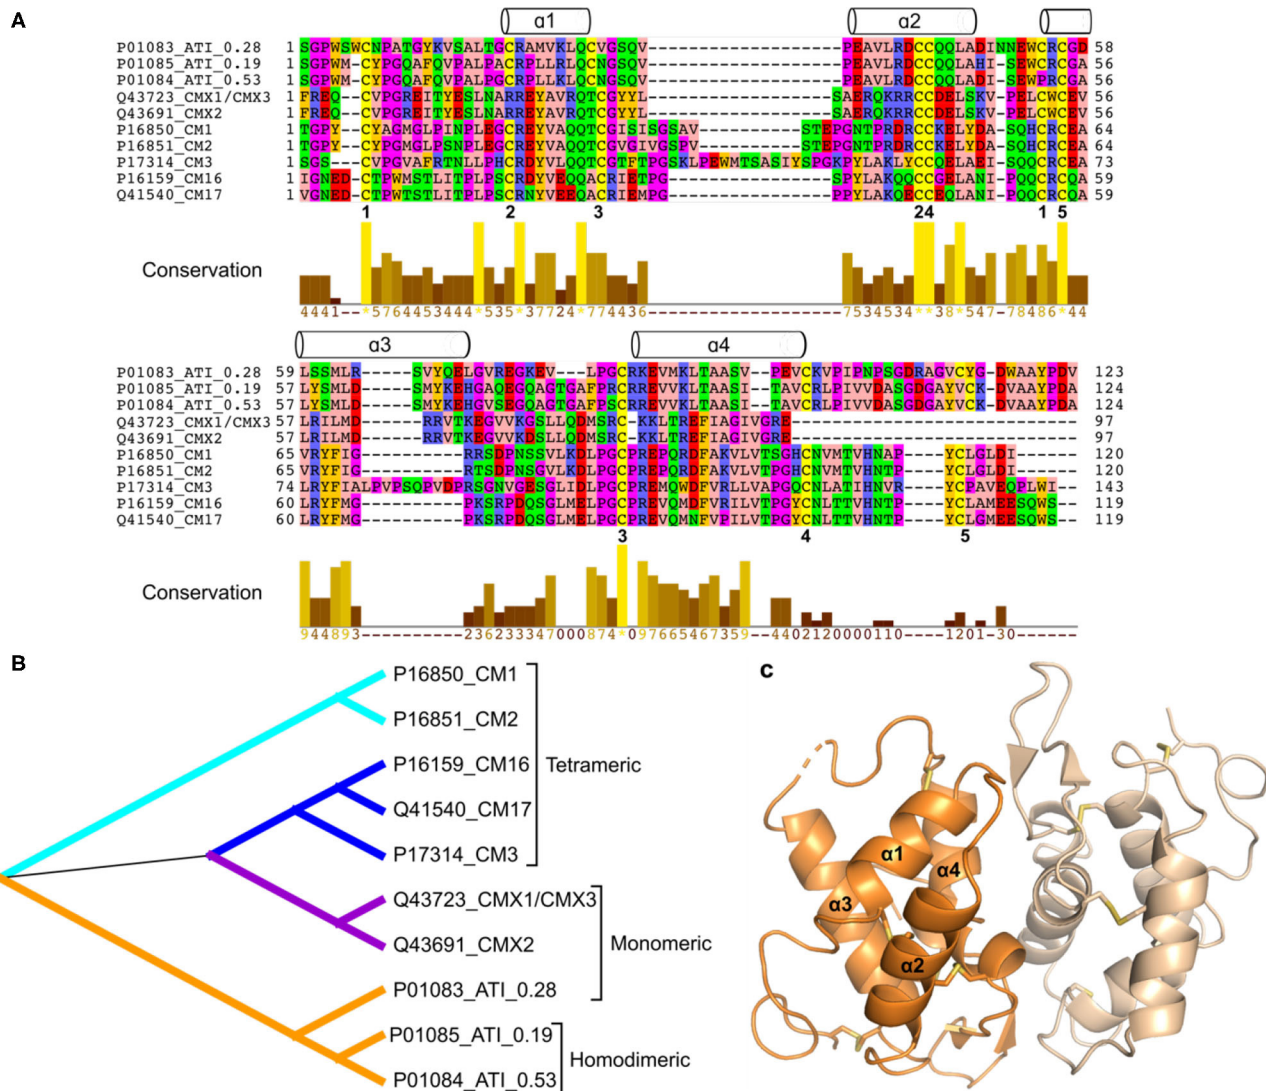 A
α1
α2
P01083_ATI_0.28 1 SGPWSWCNPATGYKVSALTGCRAMVKLQCVGSQV-------------------PEAVLRDCCQQLADINNEWCRCGD 58
P01085_ATI_0.19 1 SGPWM-CYPGQAFQVPALPACRPLLRLQCNGSQV-------------------PEAVLRDCCQQLAHI-SEWCRCGA 56
P01084_ATI_0.53 1 SGPWM-CYPGQAFQVPALPGCRPLLKLQCNGSQV-------------------PEAVLRDCCQQLADI-SEWPRCGA 56
Q43723_CMX1/CMX3 1 FREQ--CVPGREITYESLNARREYAVRQTCGYYL------------------SAERQKRRCCDELSKV-PELCWCEV 56
Q43691_CMX2 1 FREQ--CVPGREITYESLNARREYAVRQTCGYYL------------------SAERQKRRCCDELSKV-PELCWCEV 56
P16850_CM1 1 TGPY--CYAGMGLPINPLEGCREYVAQQTCGISISGSAV----------STEPGNTPRDRCCKELYDA-SQHCRCEA 64
P16851_CM2 1 TGPY--CYPGMGLPSNPLEGCREYVAQQTCGVGIVGSPV----------STEPGNTPRDRCCKELYDA-SQHCRCEA 64
P17314_CM3 1 SGS---CVPGVAFRTNLLPHCRDYVLQQTCGTFTPGSKLPEWMTSASIYSPGKPYLAKLYCCQELAEI-SQQCRCEA 73
P16159_CM16 1 IGNED-CTPWMSTLITPLPSCRDYVEQQACRIETPG----------------SPYLAKQQCCGELANI-PQQCRCQA 59
Q41540_CM17 1 VGNED-CTPWTSTLITPLPSCRNYVEEQACRIEMPG----------------PPYLAKQECCEQLANI-PQQCRCQA 59
1 2 3 24 1 5
Conservation
4441--*5764453444*535*37724*774436-------------------7534534**38*547-78486*44
α3
α4
P01083_ATI_0.28 59 LSSMLR-----SVYQELGVREGKEV---LPGCRKEVMKLTAASV--PEVCKVPIPNPSGDRAGVCYG-DWAAYPDV 123
P01085_ATI_0.19 57 LYSMLD-----SMYKEHGAQEGQAGTGAFPRCRREVVKLTAASI--TAVCRLPIVVDASGDGAYVCK-DVAAYPDA 124
P01084_ATI_0.53 57 LYSMLD-----SMYKEHGVSEGQAGTGAFPSCRREVVKLTAASI--TAVCRLPIVVDASGDGAYVCK-DVAAYPDA 124
Q43723_CMX1/CMX3 57 LRILMD------RRVTKEGVVKGSLLQDMSRC-KKLTREFIAGIVGRE---------------------------- 97
Q43691_CMX2 57 LRILMD------RRVTKEGVVKDSLLQDMSRC-KKLTREFIAGIVGRE---------------------------- 97
P16850_CM1 65 VRYFIG----------RRSDPNSSVLKDLPGCPREPQRDFAKVLVTSGHCNVMTVHNAP----YCLGLDI------ 120
P16851_CM2 65 VRYFIG----------RTSDPNSGVLKDLPGCPREPQRDFAKVLVTPGHCNVMTVHNTP----YCLGLDI------ 120
P17314_CM3 74 LRYFIALPVPSQPVDPRSGNVGESGLIDLPGCPREMQWDFVRLLVAPGQCNLATIHNVR----YCPAVEQPLWI-- 143
P16159_CM16 60 LRYFMG----------PKSRPDQSGLMELPGCPREVQMDFVRILVTPGYCNLTTVHNTP----YCLAMEESQWS-- 119
Q41540_CM17 60 LRYFMG----------PKSRPDQSGLMELPGCPREVQMNFVPILVTPGYCNLTTVHNTP----YCLGMEESQWS-- 119
3 4 5
Conservation
944893----------236233347000874*097665467359--4402120000110----1201-30-------
B
P16850_CM1
P16851_CM2
P16159_CM16
Q41540_CM17
P17314_CM3
Tetrameric
Q43723_CMX1/CMX3
Q43691_CMX2
P01083_ATI_0.28
Monomeric
P01085_ATI_0.19
P01084_ATI_0.53
Homodimeric
C
α1
α4
α3
α2